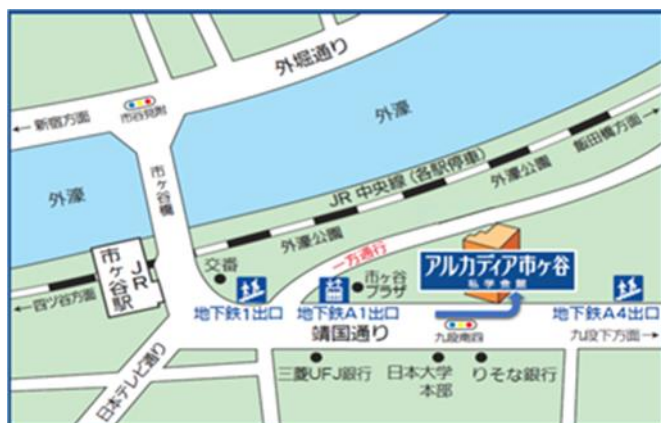 外堀通り
←新宿方面
市谷見附
外濠
飯田橋方面→
外濠
市ヶ谷橋
JR中央線(各駅停車)
外濠公園
外濠公園
JR
市ヶ谷駅
←四ツ谷方面
交番
一方通行
市ヶ谷
プラザ
アルカディア市ヶ谷
私学会館
地下鉄1出口
地下鉄A1出口
地下鉄A4出口
靖国通り
九段南四
九段下方面→
日本テレビ通り
三菱UFJ銀行
日本大学
本部
りそな銀行